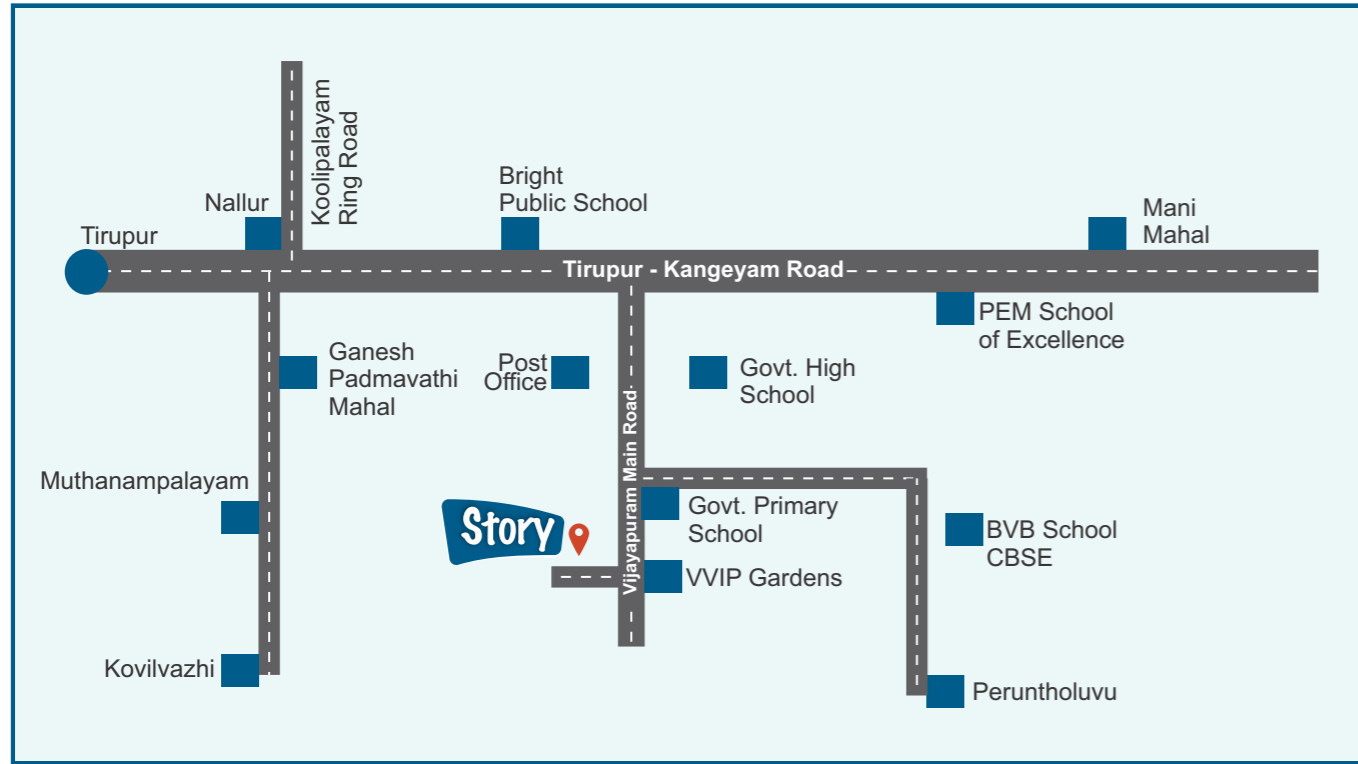 Koolipalayam
Ring Road
Nallur
Bright
Public School
Mani
Mahal
Tirupur
Tirupur - Kangeyam Road
PEM School
of Excellence
Ganesh
Padmavathi
Mahal
Post
Office
Govt. High
School
Vijayapuram Main Road
Muthanampalayam
Story
Govt. Primary
School
BVB School
CBSE
VVIP Gardens
Kovilvazhi
Peruntholuvu